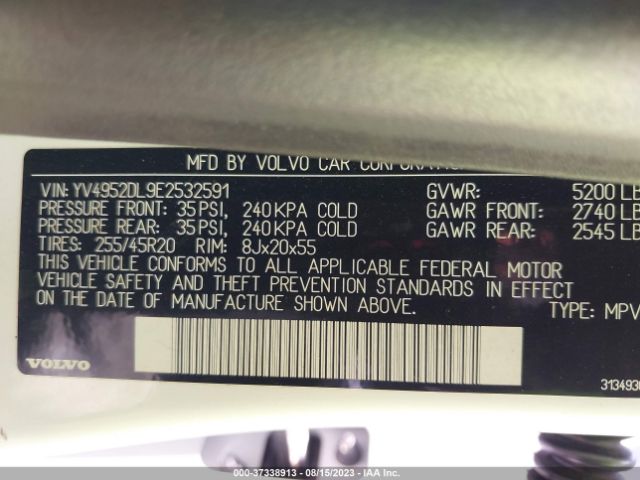 MFD BY VOLVO CAR CORPORATION
VIN: YV4952DL9E2532591 GVWR: 5200 LB
PRESSURE FRONT: 35 PSI, 240 KPA COLD GAWR FRONT: 2740 LB
PRESSURE REAR: 35 PSI, 240 KPA COLD GAWR REAR: 2545 LB
TIRES: 255/45R20 RIM: 8Jx20x55
THIS VEHICLE CONFORMS TO ALL APPLICABLE FEDERAL MOTOR
VEHICLE SAFETY AND THEFT PREVENTION STANDARDS IN EFFECT
ON THE DATE OF MANUFACTURE SHOWN ABOVE. TYPE: MPV
VOLVO
313493
000-37338913 - 08/15/2023 - IAA Inc.